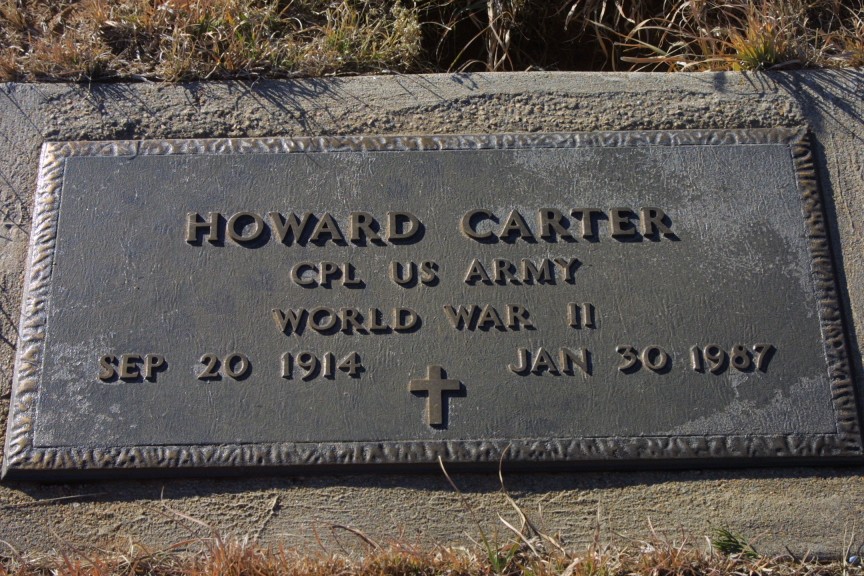 HOWARD CARTER
CPL US ARMY
WORLD WAR II
SEP 20 1914 JAN 30 1987